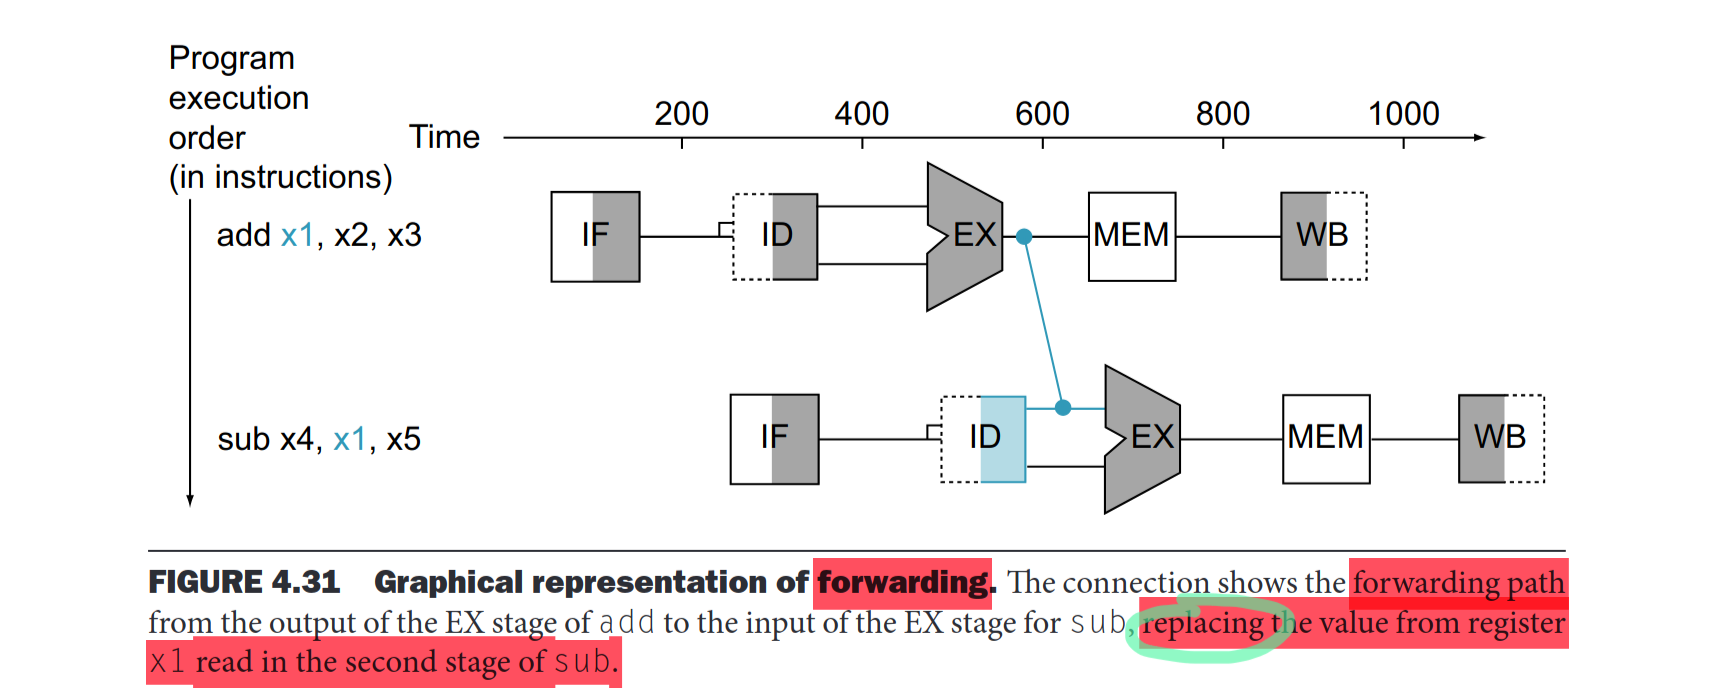 Program
execution
order
(in instructions)
Time
200 400 600 800 1000
add x1, x2, x3
IF ID EX MEM WB
sub x4, x1, x5
IF ID EX MEM WB
FIGURE 4.31 Graphical representation of forwarding. The connection shows the forwarding path
from the output of the EX stage of add to the input of the EX stage for sub, replacing the value from register
x1 read in the second stage of sub.